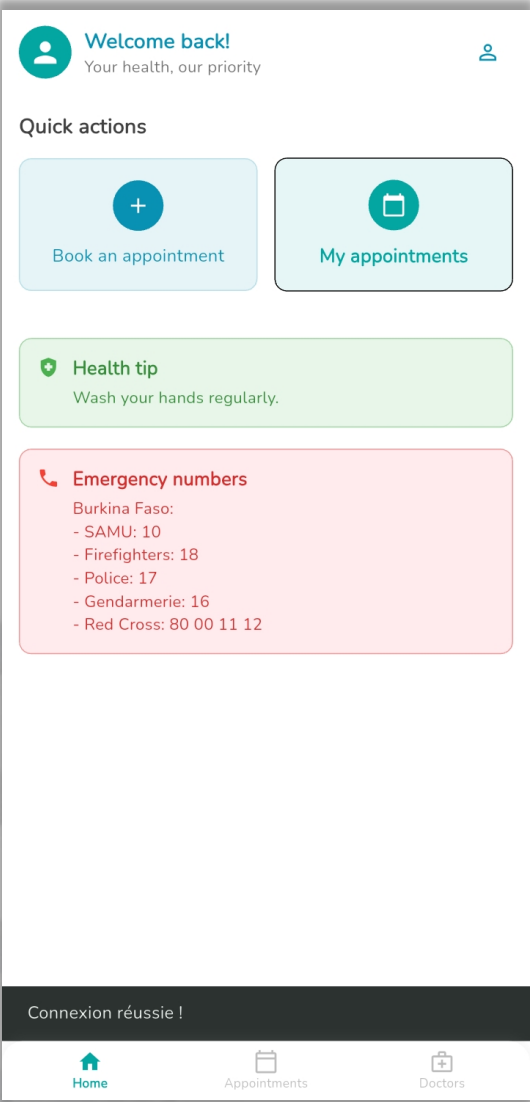 Welcome back!
Your health, our priority
Quick actions
Book an appointment
My appointments
Health tip
Wash your hands regularly.
Emergency numbers
Burkina Faso:
- SAMU: 10
- Firefighters: 18
- Police: 17
- Gendarmerie: 16
- Red Cross: 80 00 11 12
Connexion réussie !
Home
Appointments
Doctors